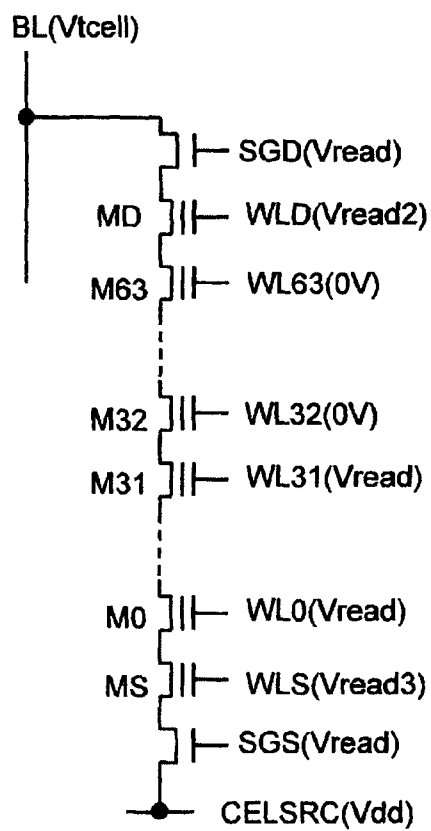 BL(Vtcell)
SGD(Vread)
MD WLD(Vread2)
M63 WL63(0V)
M32 WL32(0V)
M31 WL31(Vread)
M0 WL0(Vread)
MS WLS(Vread3)
SGS(Vread)
CELSRC(Vdd)